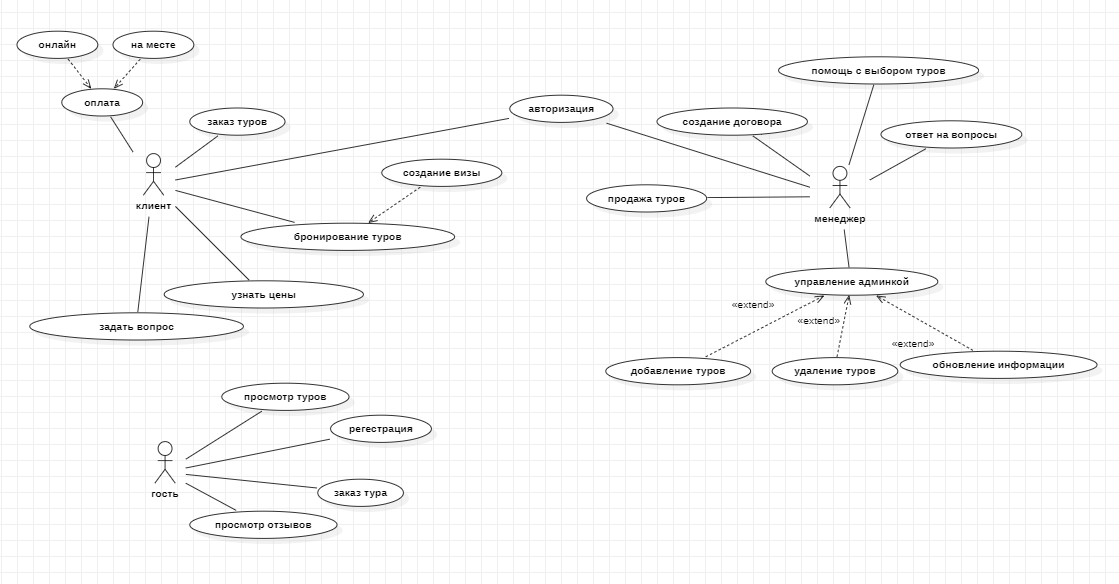 онлайн
на месте
оплата
заказ туров
авторизация
создание визы
клиент
бронирование туров
узнать цены
задать вопрос
помощь с выбором туров
создание договора
ответ на вопросы
продажа туров
менеджер
управление админкой
«extend»
«extend»
«extend»
добавление туров
удаление туров
обновление информации
просмотр туров
регестрация
гость
заказ тура
просмотр отзывов